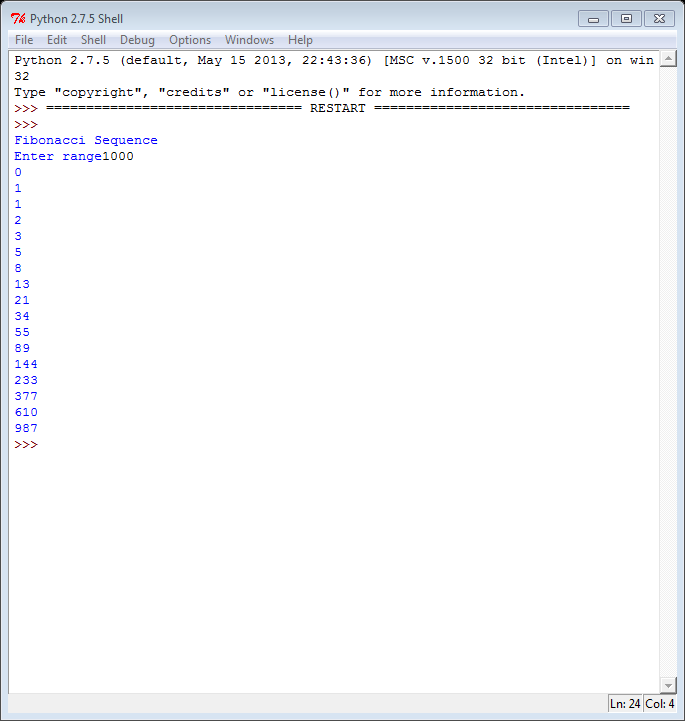 Python 2.7.5 Shell
File Edit Shell Debug Options Windows Help
Python 2.7.5 (default, May 15 2013, 22:43:36) [MSC v.1500 32 bit (Intel)] on win
32
Type "copyright", "credits" or "license()" for more information.
>>> ================================ RESTART ================================
>>>
Fibonacci Sequence
Enter range1000
0
1
1
2
3
5
8
13
21
34
55
89
144
233
377
610
987
>>>
Ln: 24 Col: 4